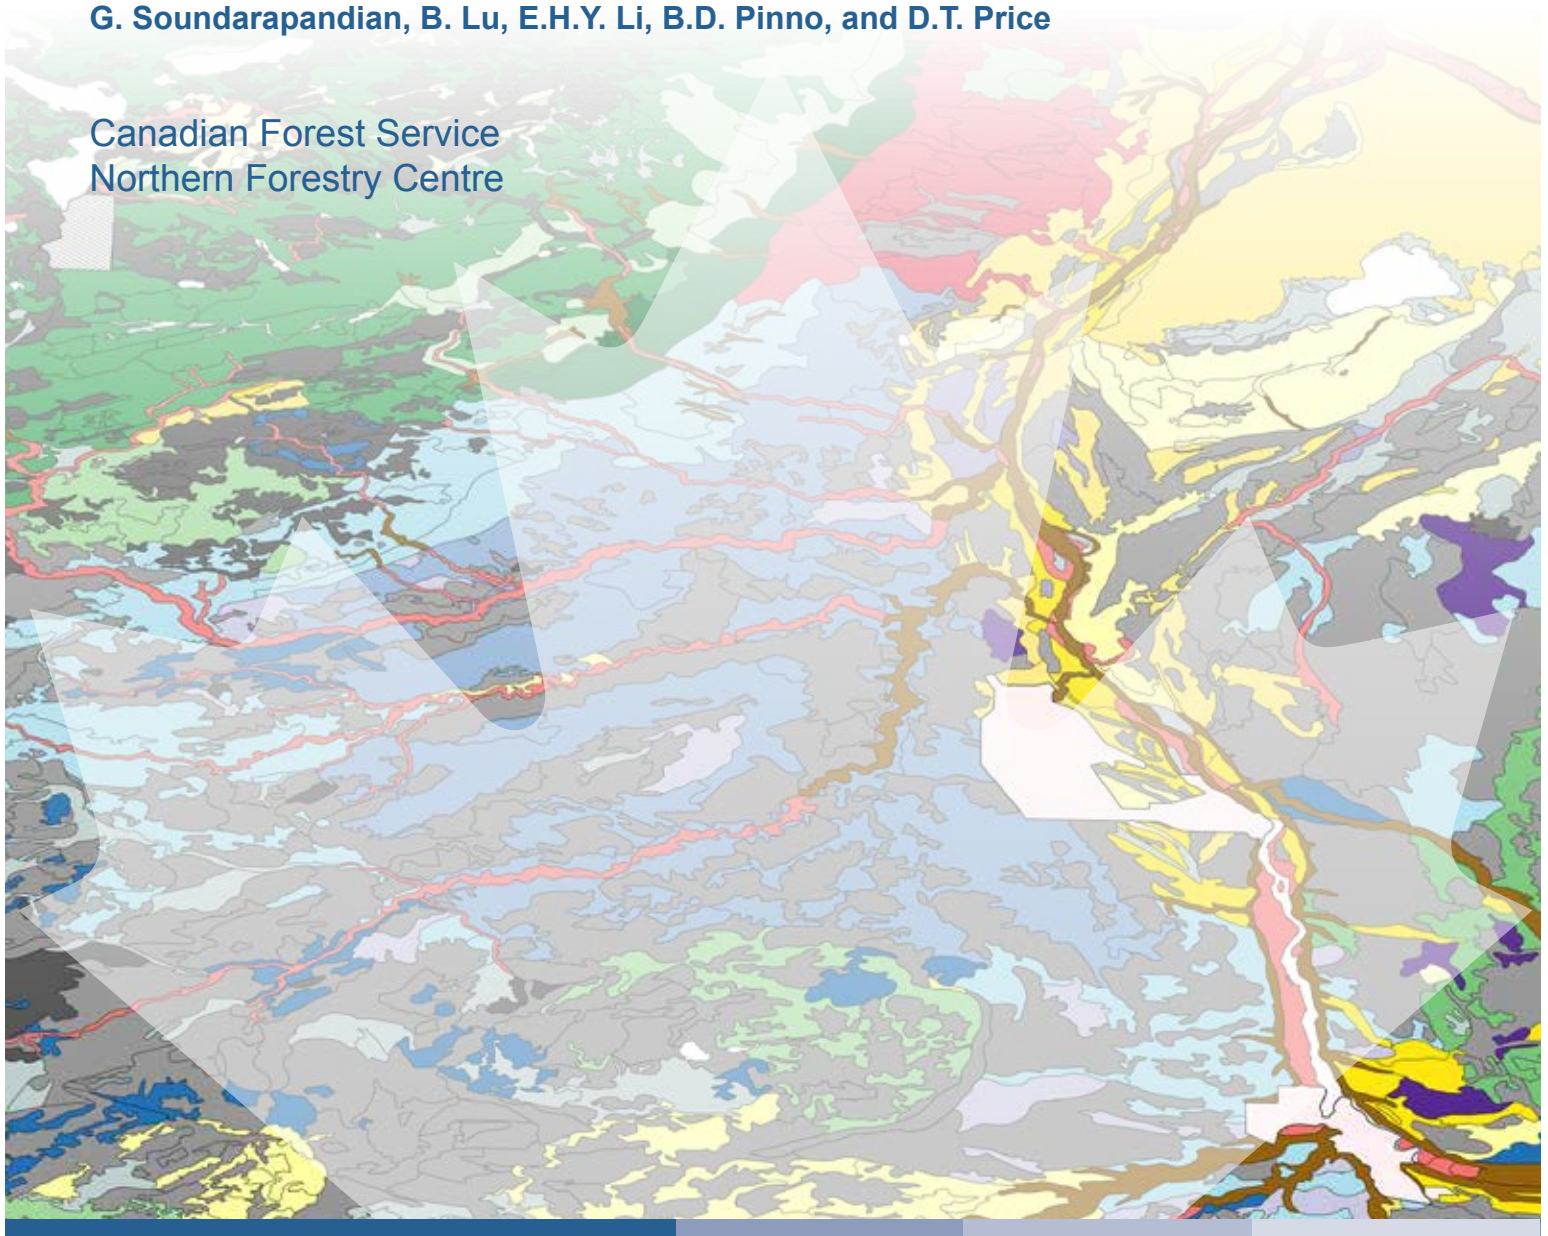 G. Soundarapandian, B. Lu, E.H.Y. Li, B.D. Pinno, and D.T. Price
Canadian Forest Service
Northern Forestry Centre